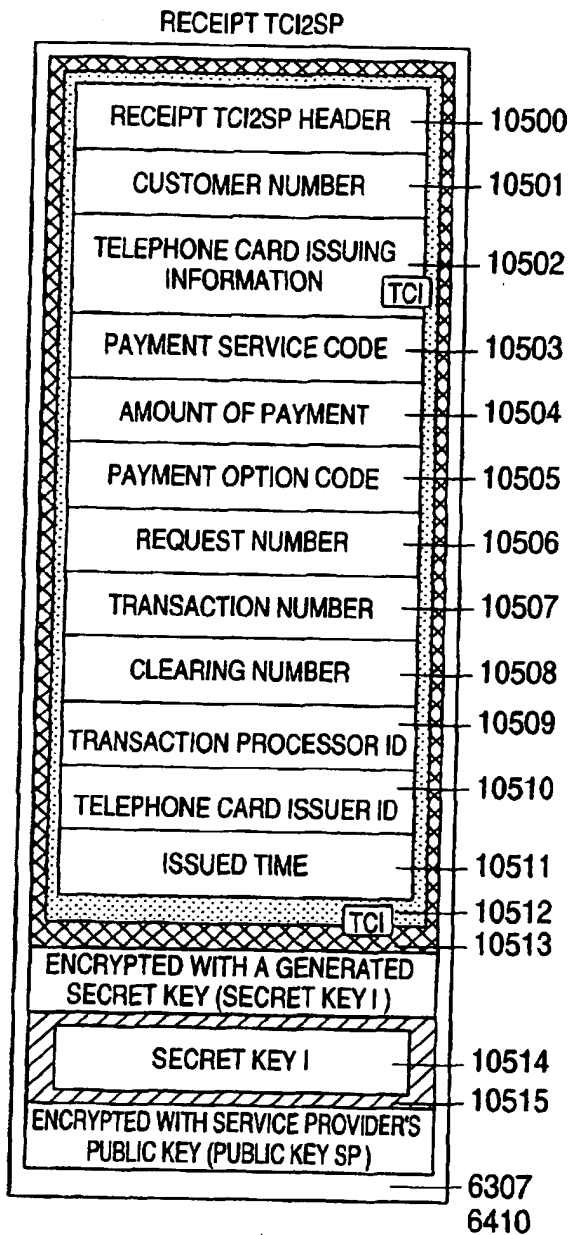 RECEIPT TCI2SP
RECEIPT TCI2SP HEADER 10500
CUSTOMER NUMBER 10501
TELEPHONE CARD ISSUING
INFORMATION 10502
TCI
PAYMENT SERVICE CODE 10503
AMOUNT OF PAYMENT 10504
PAYMENT OPTION CODE 10505
REQUEST NUMBER 10506
TRANSACTION NUMBER 10507
CLEARING NUMBER 10508
10509
TRANSACTION PROCESSOR ID
10510
TELEPHONE CARD ISSUER ID
ISSUED TIME 10511
TCI 10512
10513
ENCRYPTED WITH A GENERATED
SECRET KEY (SECRET KEY I)
SECRET KEY I 10514
10515
ENCRYPTED WITH SERVICE PROVIDER'S
PUBLIC KEY (PUBLIC KEY SP)
6307
6410